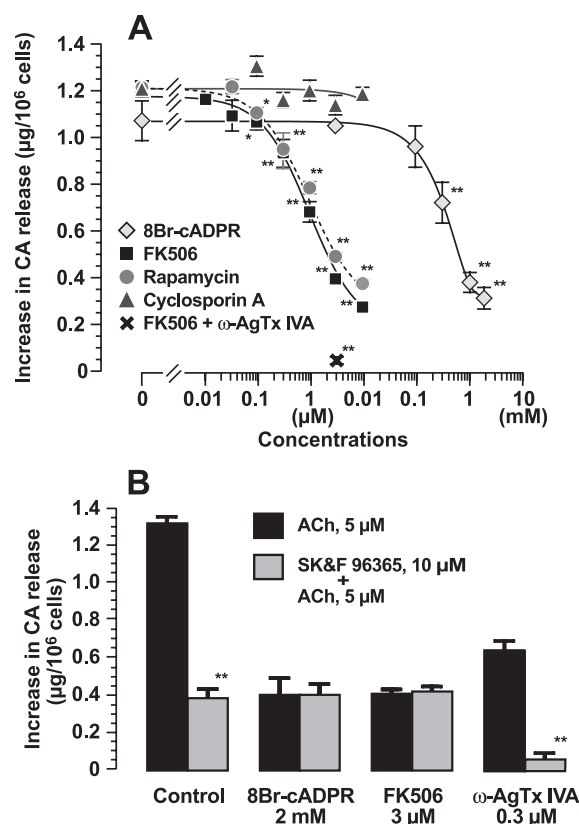 A
Increase in CA release (µg/10⁶ cells)
1.4
1.2
1.0
0.8
0.6
0.4
0.2
0
*
*
**
**
**
**
**
**
**
**
**
**
**
**
8Br-cADPR
FK506
Rapamycin
Cyclosporin A
FK506 + ω-AgTx IVA
0 0.01 0.1 1 0.01 0.1 1 10
(µM) (mM)
Concentrations
B
Increase in CA release
(µg/10⁶ cells)
1.4
1.2
1.0
0.8
0.6
0.4
0.2
0
ACh, 5 µM
SK&F 96365, 10 µM
+
ACh, 5 µM
**
**
Control 8Br-cADPR FK506 ω-AgTx IVA
2 mM 3 µM 0.3 µM